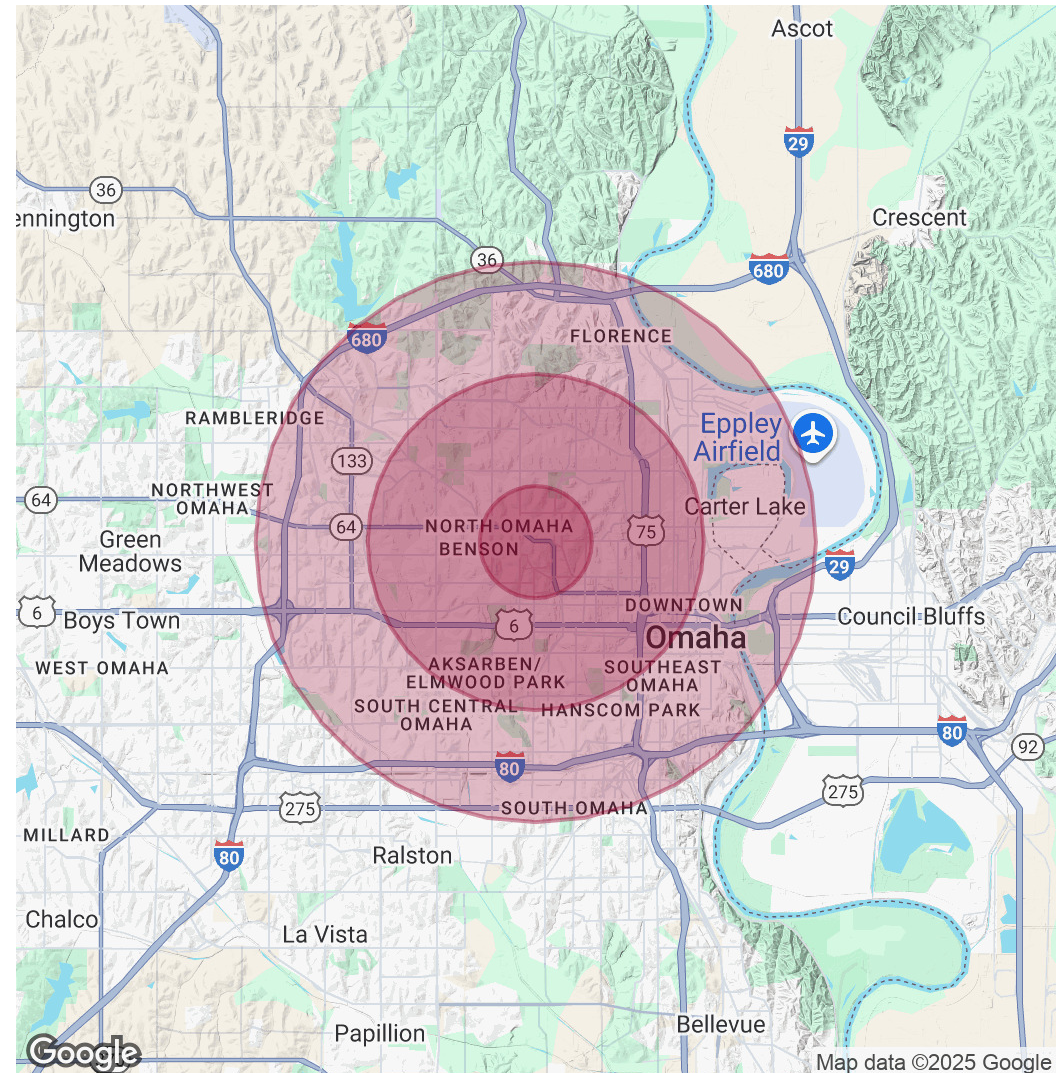 Ascot
29
36
ennington
Crescent
36
680
680
FLORENCE
RAMBLERIDGE
Eppley
Airfield
133
64
NORTHWEST
OMAHA
Carter Lake
64
NORTH OMAHA
75
Green
Meadows
BENSON
29
6
Boys Town
DOWNTOWN
Council Bluffs
6
Omaha
WEST OMAHA
AKSARBEN/
ELMWOOD PARK
SOUTHEAST
OMAHA
SOUTH CENTRAL
OMAHA
HANSCOM PARK
80
92
80
275
275
SOUTH OMAHA
MILLARD
80
Ralston
Chalco
La Vista
Papillion
Bellevue
Google
Map data ©2025 Google